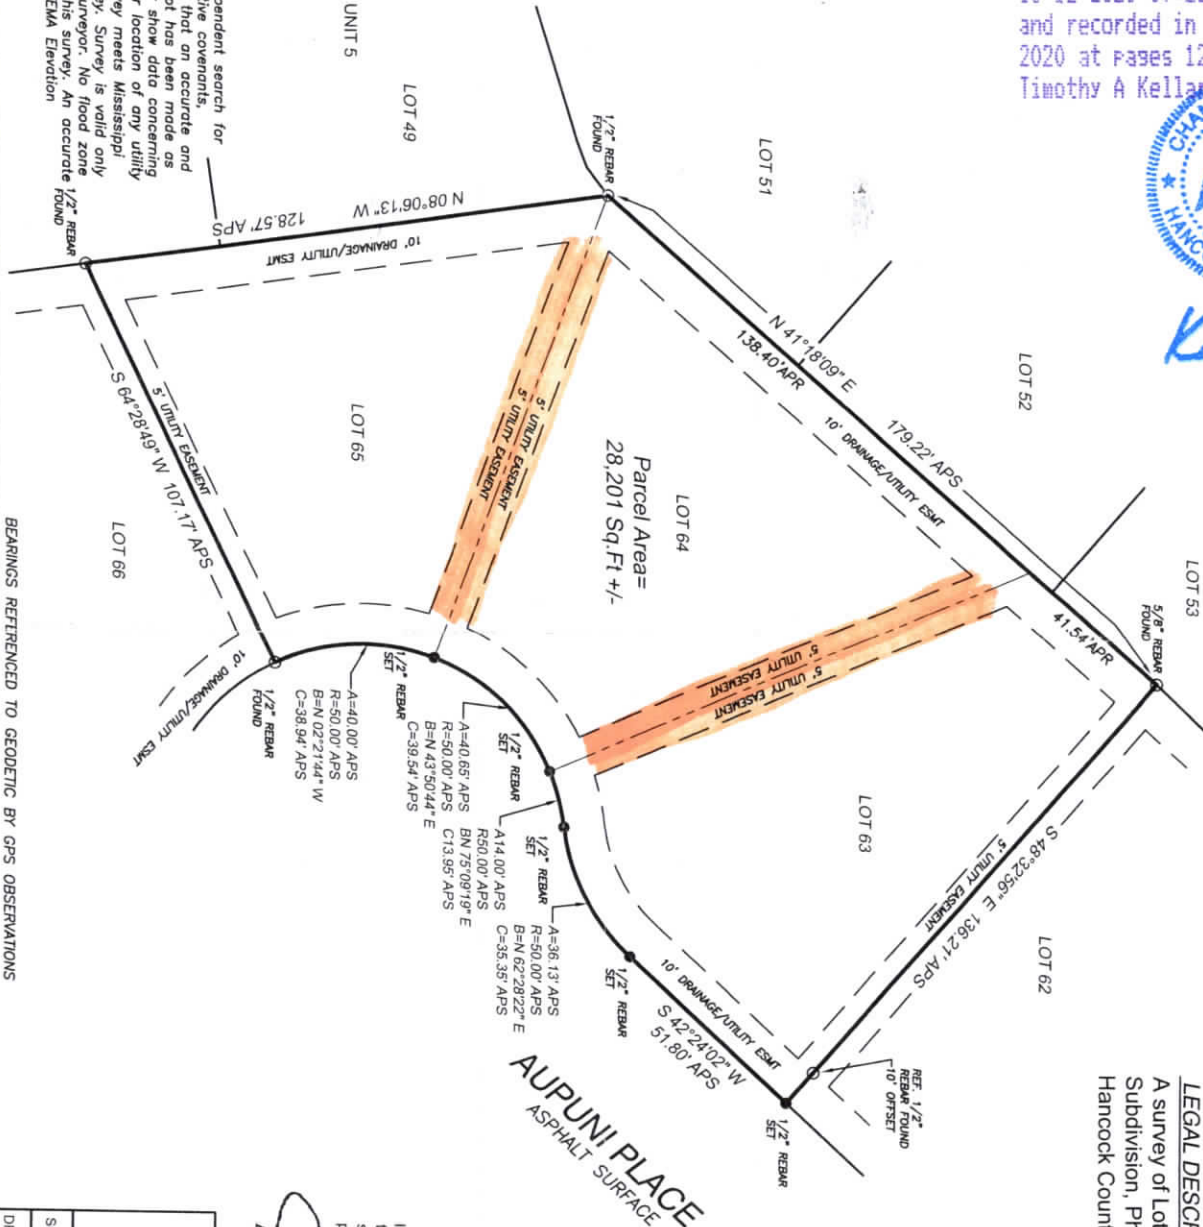 and recorded in
2020 at pages 12
Timothy A Kella
CHAN
HANCO
LEGAL DESC
A survey of Lot
Subdivision, Pl
Hancock Coun
UNIT 5
LOT 49
LOT 51
LOT 52
LOT 53
LOT 62
LOT 63
LOT 64
Parcel Area=
28,201 Sq.Ft +/-
LOT 65
LOT 66
pendent search for
ive covenants,
that an accurate and
ot has been made as
show data concerning
r location of any utility
vey meets Mississippi
y. Survey is valid only
urveyor. No flood zone
his survey. An accurate
EMA Elevation
1/2" REBAR
FOUND
1/2" REBAR
FOUND
5/8" REBAR
FOUND
N 08°06'13" W
128.57' APS
10' DRAINAGE/UTILITY ESMT
N 41°18'09" E
179.22' APS
138.40'APR
41.54'APR
10' DRAINAGE/UTILITY ESMT
5' UTILITY EASEMENT
5' UTILITY EASEMENT
5' UTILITY EASEMENT
5' UTILITY EASEMENT
S 48°32'56" E 136.21' APS
5' UTILITY EASEMENT
REF. 1/2"
REBAR FOUND
10' OFFSET
1/2" REBAR
SET
10' DRAINAGE/UTILITY ESMT
S 42°24'02" W
51.80' APS
1/2" REBAR
SET
A=36.13' APS
R=50.00' APS
B=N 62°28'22" E
C=35.35' APS
1/2" REBAR
SET
A14.00' APS
R50.00' APS
BN 75°09'19" E
C13.95' APS
1/2" REBAR
SET
A=40.65' APS
R=50.00' APS
B=N 43°50'44" E
C=39.54' APS
1/2" REBAR
SET
A=40.00' APS
R=50.00' APS
B=N 02°21'44" W
C=38.94' APS
1/2" REBAR
FOUND
10' DRAINAGE/UTILITY ESMT
5' UTILITY EASEMENT
S 64°28'49" W 107.17' APS
AUPUNI PLACE
ASPHALT SURFACE
BEARINGS REFERENCED TO GEODETIC BY GPS OBSERVATIONS